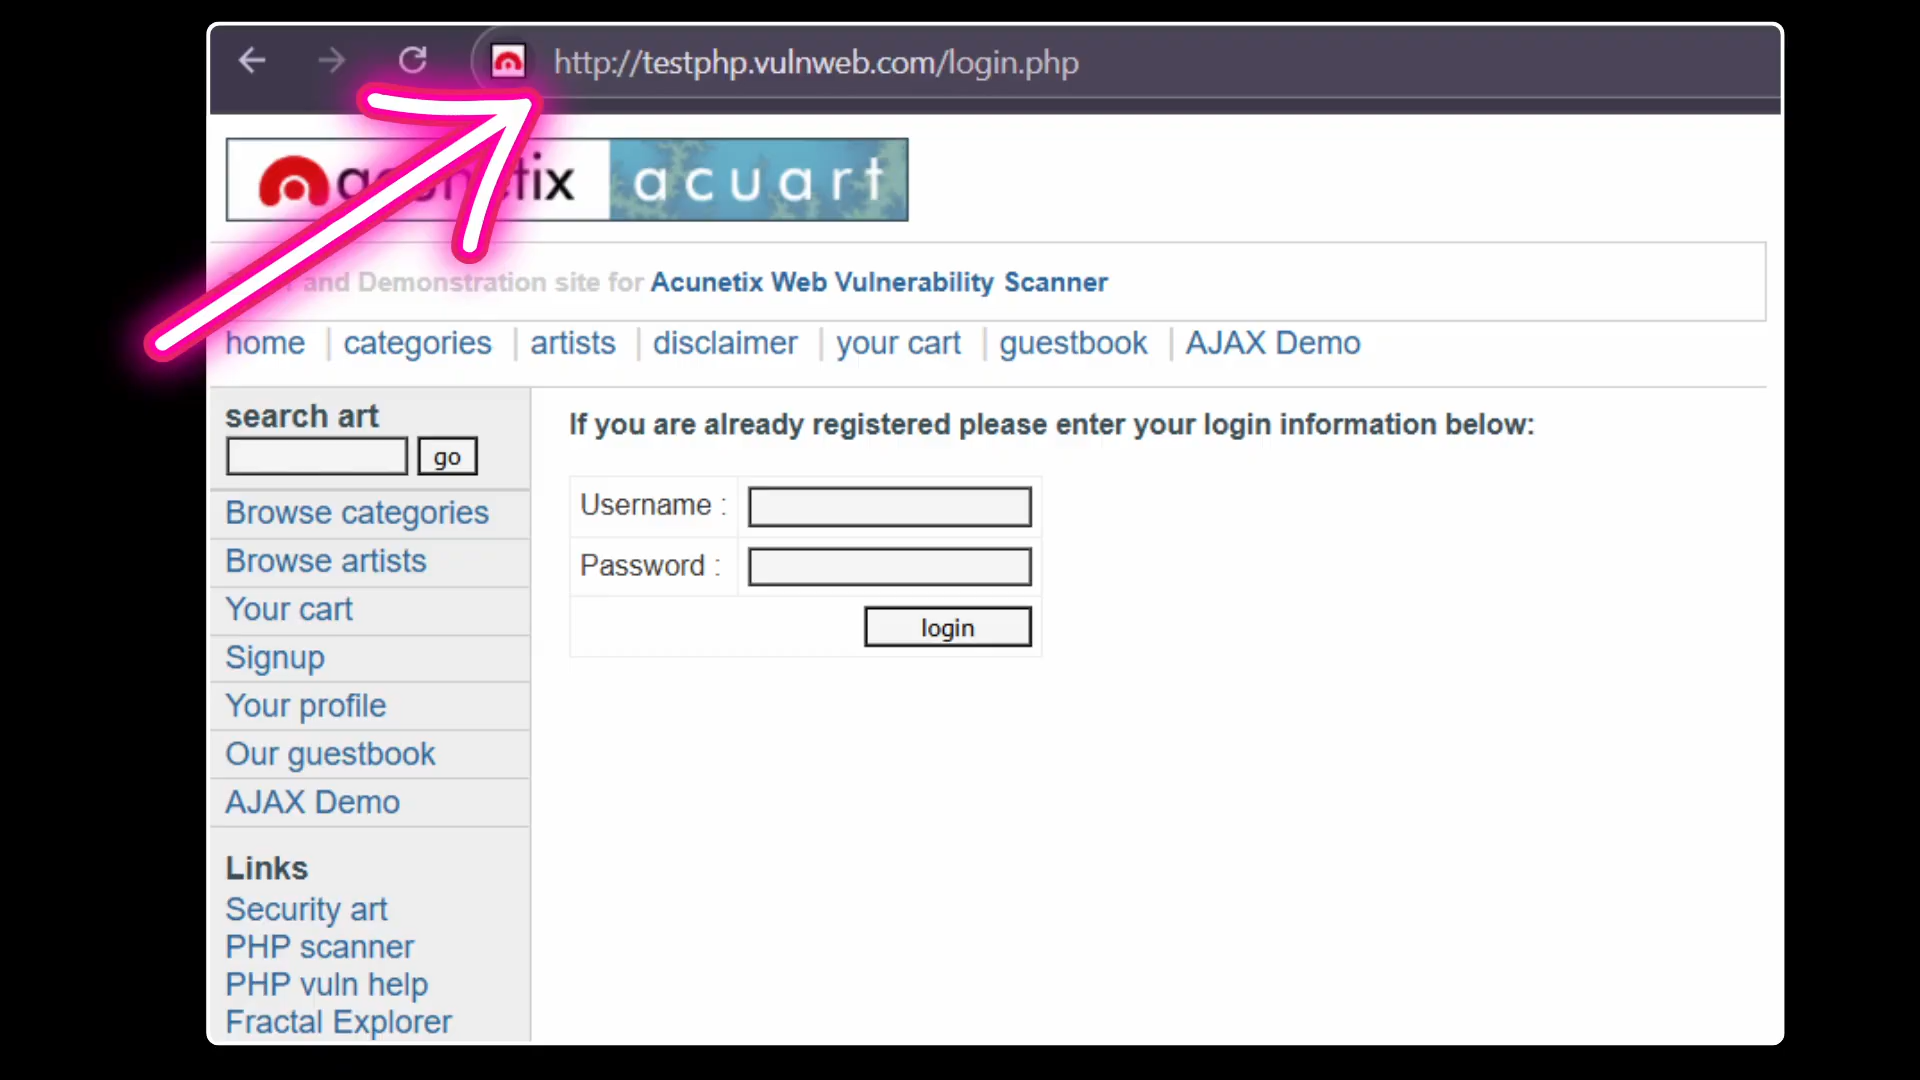 http://testphp.vulnweb.com/login.php
acunetix acuart
and Demonstration site for Acunetix Web Vulnerability Scanner
home | categories | artists | disclaimer | your cart | guestbook | AJAX Demo
search art
go
If you are already registered please enter your login information below:
Username :
Password :
login
Browse categories
Browse artists
Your cart
Signup
Your profile
Our guestbook
AJAX Demo
Links
Security art
PHP scanner
PHP vuln help
Fractal Explorer